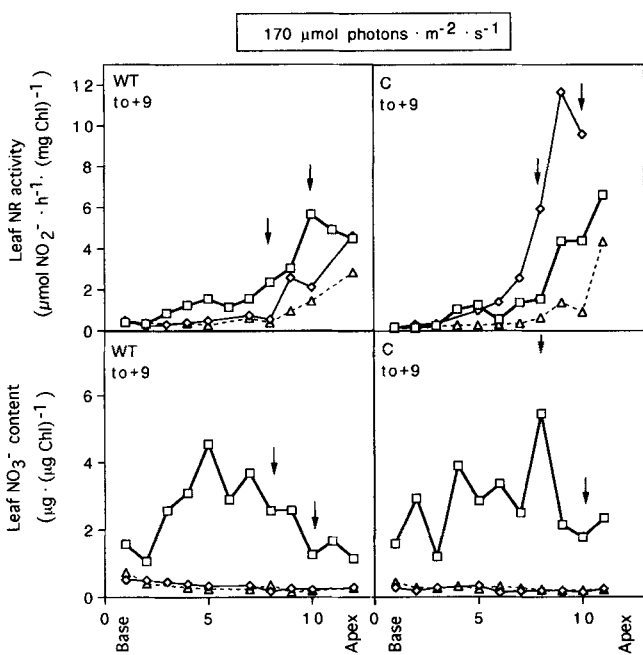 170 μmol photons · m⁻² · s⁻¹
Leaf NR activity
(μmol NO₂⁻ · h⁻¹ · (mg Chl)⁻¹)
12
10
8
6
4
2
0
WT
to+9
C
to+9
Leaf NO₃⁻ content
(μg · (μg Chl)⁻¹)
6
4
2
0
WT
to+9
C
to+9
Base
5
10
Apex
Base
5
10
Apex